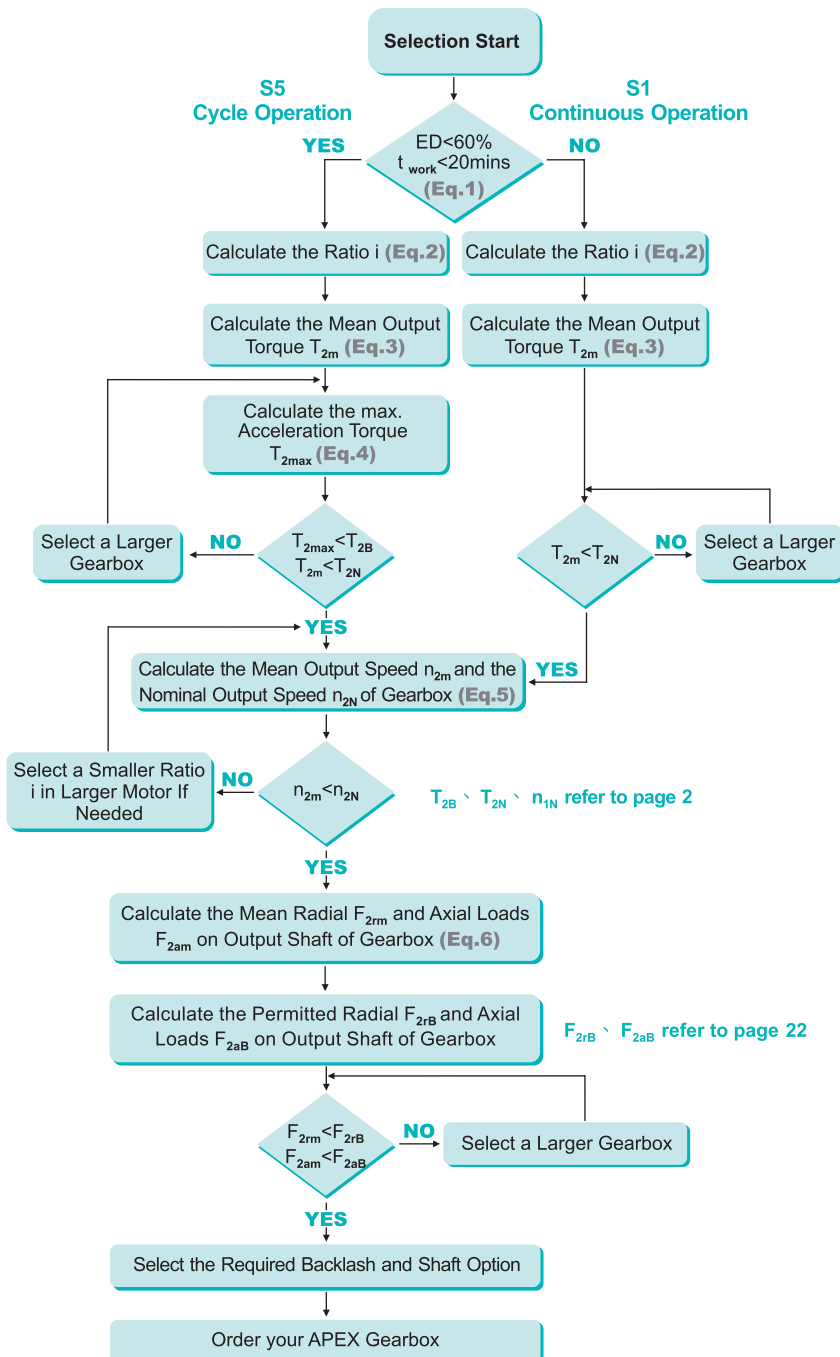 Selection Start
S5
Cycle Operation
S1
Continuous Operation
YES
ED<60%
t work<20mins
(Eq.1)
NO
Calculate the Ratio i (Eq.2)
Calculate the Ratio i (Eq.2)
Calculate the Mean Output
Torque T2m (Eq.3)
Calculate the Mean Output
Torque T2m (Eq.3)
Calculate the max.
Acceleration Torque
T2max (Eq.4)
Select a Larger
Gearbox
NO
T2max<T2B
T2m<T2N
T2m<T2N
NO
Select a Larger
Gearbox
YES
YES
Calculate the Mean Output Speed n2m and the
Nominal Output Speed n2N of Gearbox (Eq.5)
Select a Smaller Ratio
i in Larger Motor If
Needed
NO
n2m<n2N
T2B、T2N、n1N refer to page 2
YES
Calculate the Mean Radial F2rm and Axial Loads
F2am on Output Shaft of Gearbox (Eq.6)
Calculate the Permitted Radial F2rB and Axial
Loads F2aB on Output Shaft of Gearbox
F2rB、F2aB refer to page 22
F2rm<F2rB
F2am<F2aB
NO
Select a Larger Gearbox
YES
Select the Required Backlash and Shaft Option
Order your APEX Gearbox